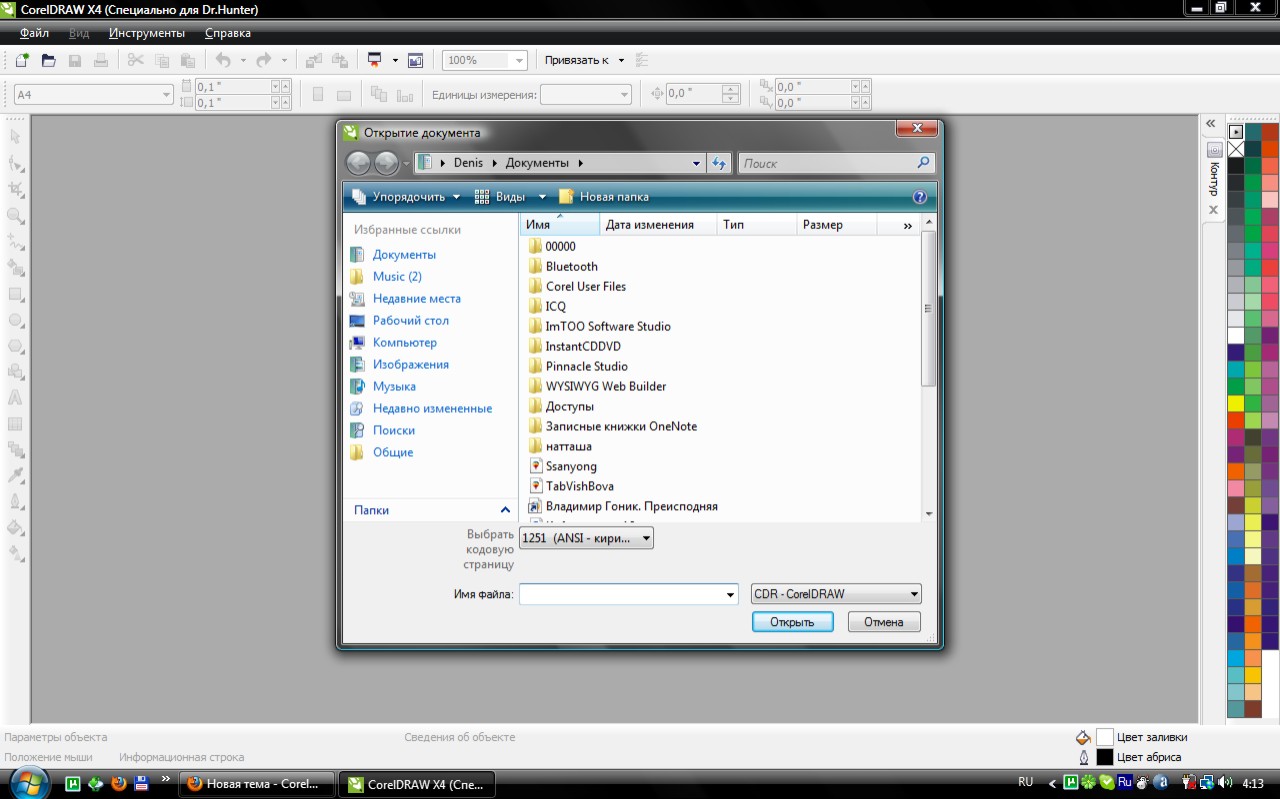 CorelDRAW X4 (Специально для Dr.Hunter)
Файл Вид Инструменты Справка
100% Привязать к
A4 0,1 " 0,1 " Единицы измерения: 0,0 " 0,0 " 0,0 "
Открытие документа
Denis Документы Поиск
Упорядочить Виды Новая папка
Избранные ссылки
Документы
Music (2)
Недавние места
Рабочий стол
Компьютер
Изображения
Музыка
Недавно измененные
Поиски
Общие
Папки
Имя Дата изменения Тип Размер »
00000
Bluetooth
Corel User Files
ICQ
ImTOO Software Studio
InstantCDDVD
Pinnacle Studio
WYSIWYG Web Builder
Доступы
Записные книжки OneNote
натташа
Ssanyong
TabVishBova
Владимир Гоник. Преисподняя
Выбрать
кодовую
страницу
1251 (ANSI - кири...
Имя файла: CDR - CorelDRAW
Открыть Отмена
Контур
Параметры объекта Сведения об объекте Цвет заливки
Положение мыши Информационная строка Цвет абриса
» Новая тема - Corel... CorelDRAW X4 (Спе... RU Ru 4:13